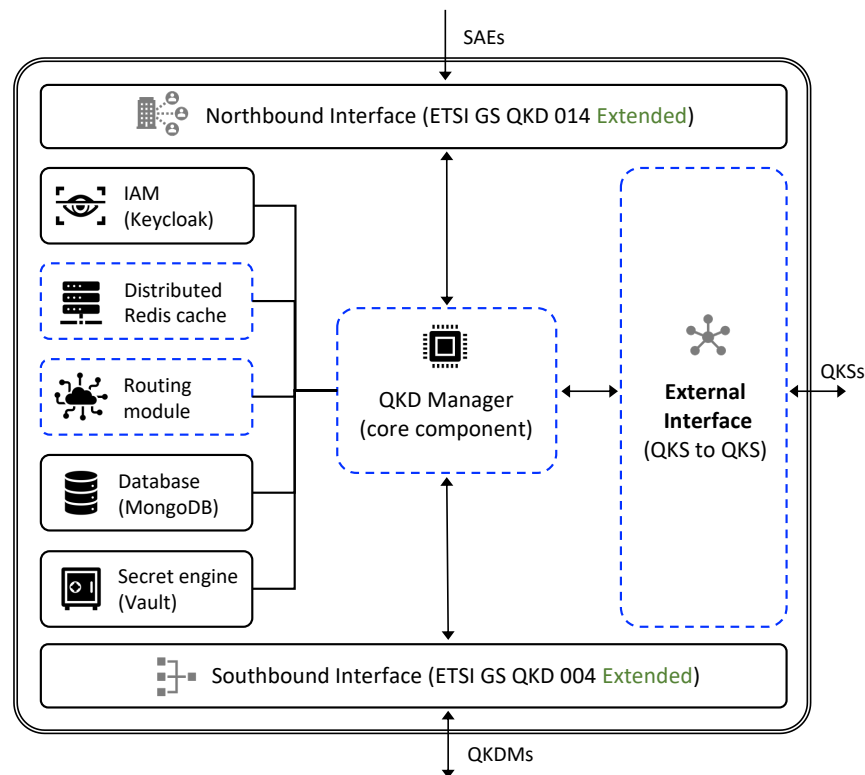 SAEs
Northbound Interface (ETSI GS QKD 014 Extended)
IAM
(Keycloak)
Distributed
Redis cache
Routing
module
Database
(MongoDB)
Secret engine
(Vault)
QKD Manager
(core component)
External
Interface
(QKS to QKS)
QKSs
Southbound Interface (ETSI GS QKD 004 Extended)
QKDMs